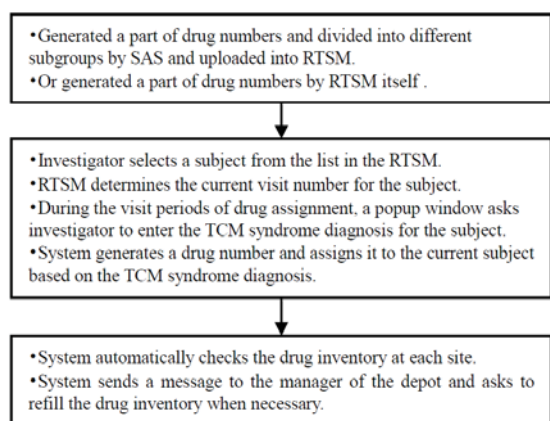 •Generated a part of drug numbers and divided into different
subgroups by SAS and uploaded into RTSM.
•Or generated a part of drug numbers by RTSM itself .
•Investigator selects a subject from the list in the RTSM.
•RTSM determines the current visit number for the subject.
•During the visit periods of drug assignment, a popup window asks
investigator to enter the TCM syndrome diagnosis for the subject.
•System generates a drug number and assigns it to the current subject
based on the TCM syndrome diagnosis.
•System automatically checks the drug inventory at each site.
•System sends a message to the manager of the depot and asks to
refill the drug inventory when necessary.